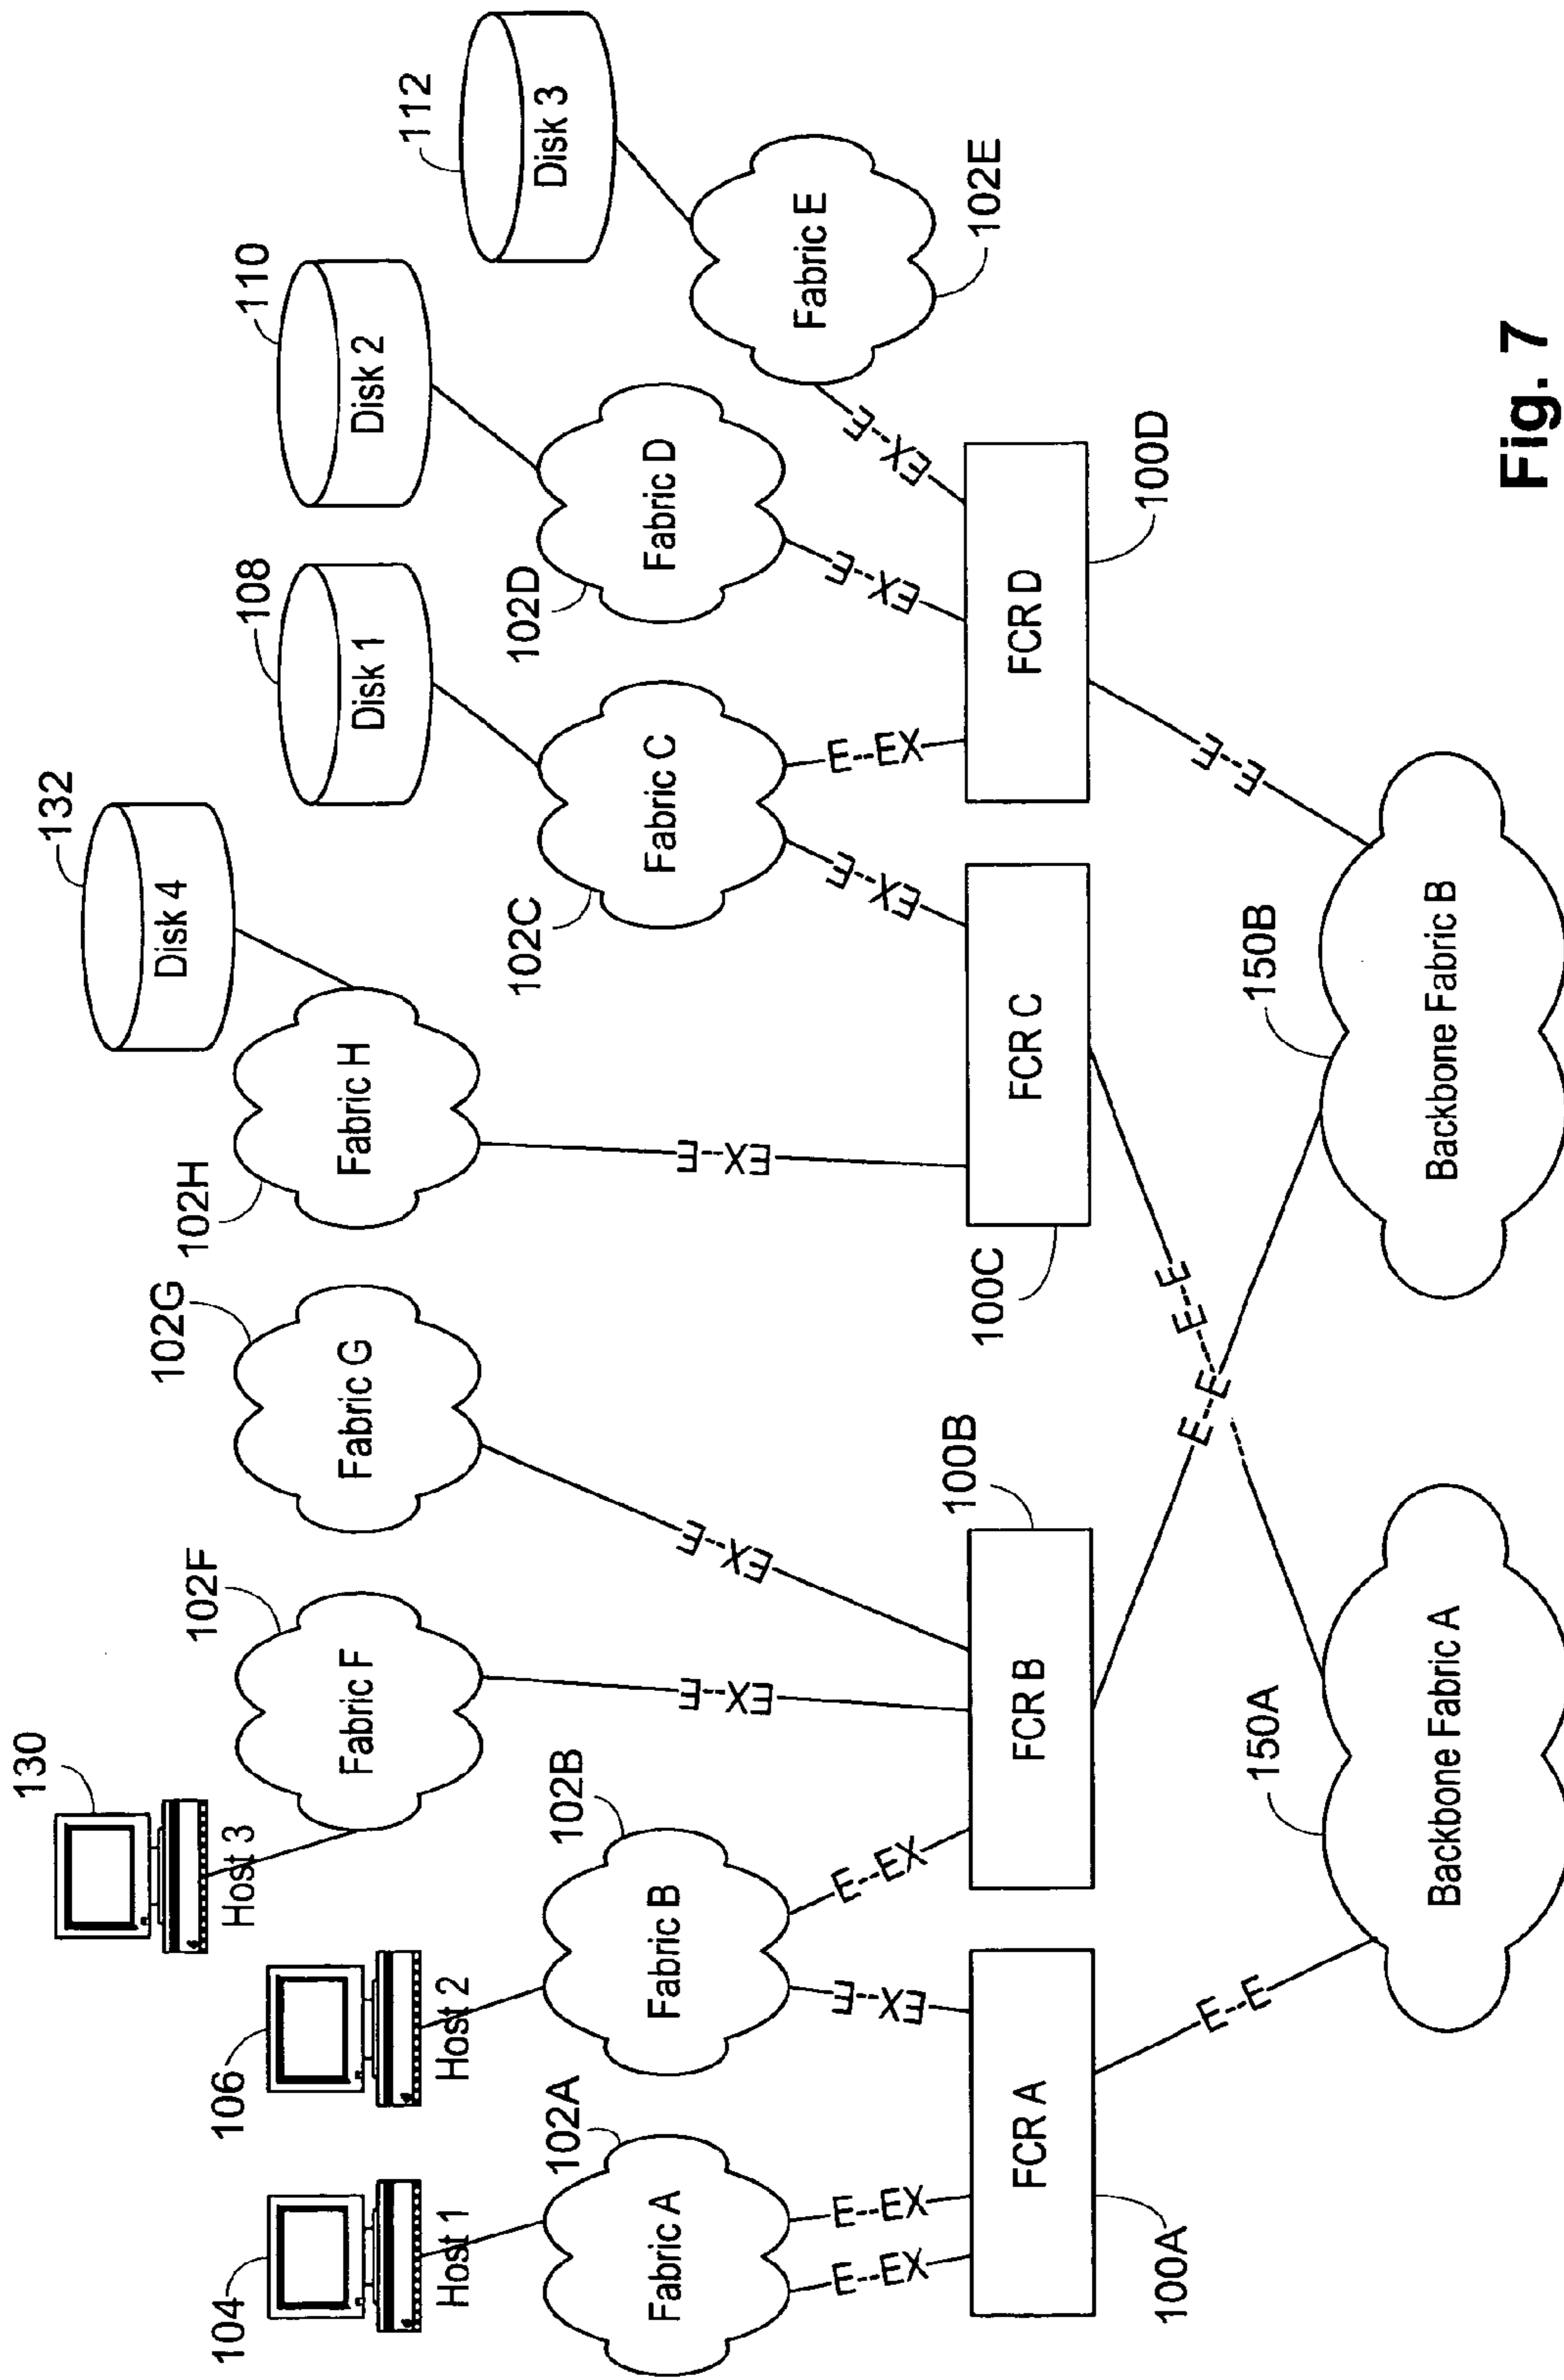 130
132
Host 3
Disk 4
102F
102G
102H
Fabric F
Fabric G
Fabric H
104
106
108
110
112
Host 1
Host 2
Disk 1
Disk 2
Disk 3
102A
102B
102C
102D
Fabric A
Fabric B
Fabric C
Fabric D
Fabric E
102E
E--EX
E--EX
E--EX
E--EX
E--EX
E--EX
E--EX
E--EX
E--EX
E--EX
E--EX
E--EX
100B
FCR A
FCR B
FCR C
FCR D
100A
100C
100D
E--E
E--E
E--E
E--E
150A
150B
Backbone Fabric A
Backbone Fabric B
Fig. 7